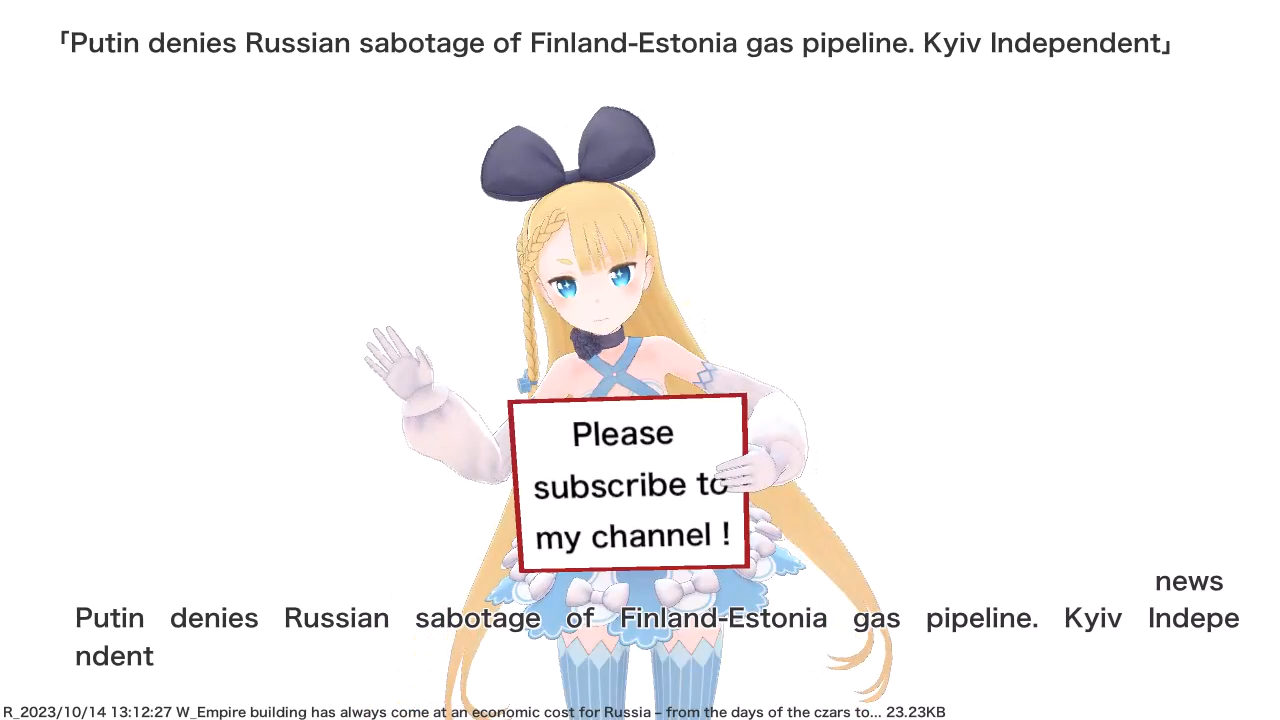 「Putin denies Russian sabotage of Finland-Estonia gas pipeline. Kyiv Independent」
Please
subscribe to
my channel !
news
Putin denies Russian sabotage of Finland-Estonia gas pipeline. Kyiv Indepe
ndent
R_2023/10/14 13:12:27 W_Empire building has always come at an economic cost for Russia – from the days of the czars to... 23.23KB